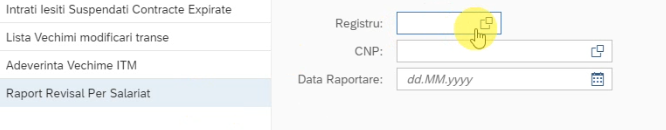 Intrati Iesiti Suspendati Contracte Expirate
Lista Vechimi modificari transe
Adeverinta Vechime ITM
Raport Revisal Per Salariat
Registru:
CNP:
Data Raportare: dd.MM.yyyy